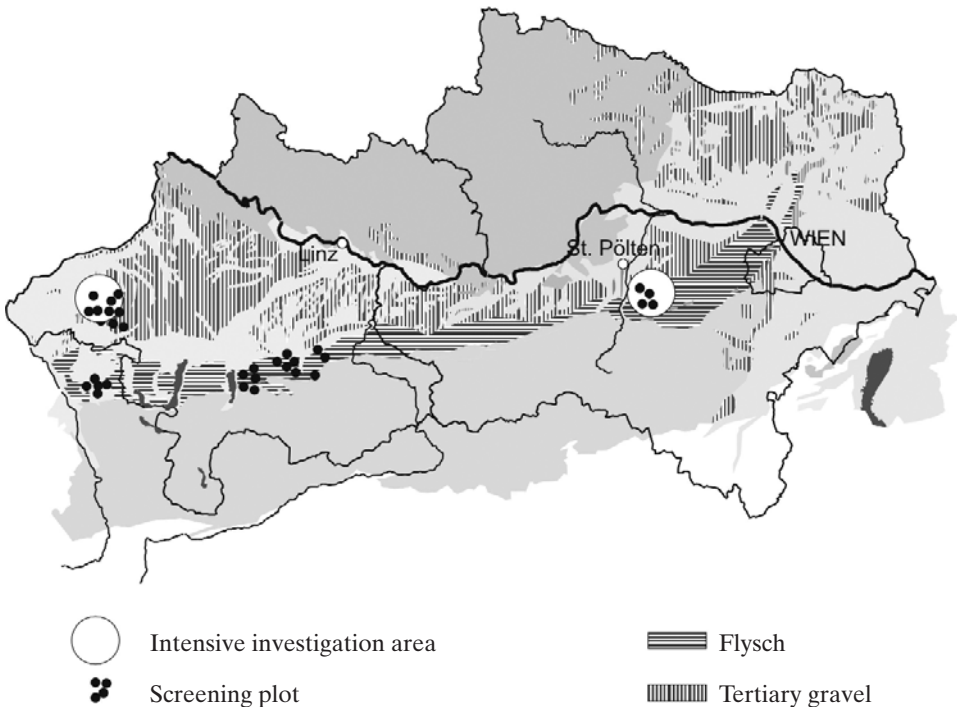 Linz
St. Pölten
WIEN
Intensive investigation area
Flysch
Screening plot
Tertiary gravel